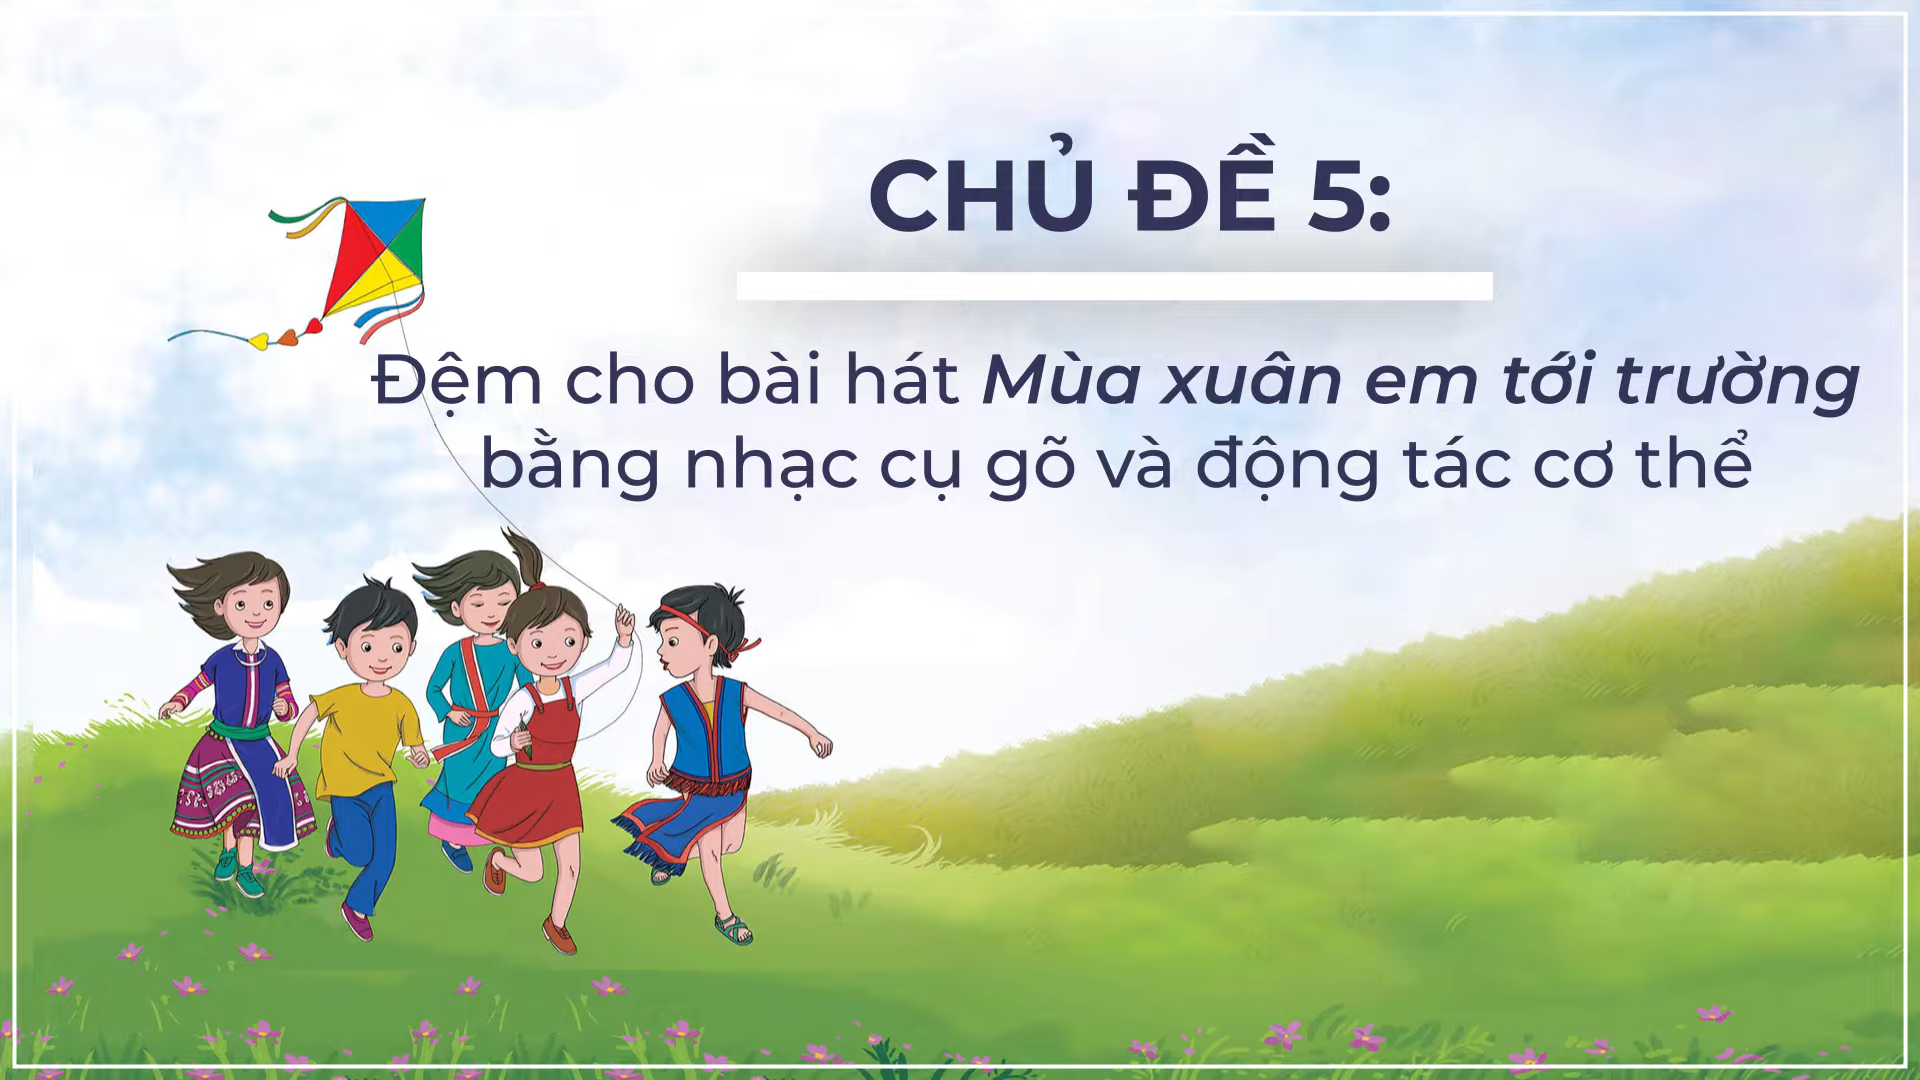 CHỦ ĐỀ 5:
Đệm cho bài hát Mùa xuân em tới trường
bằng nhạc cụ gõ và động tác cơ thể